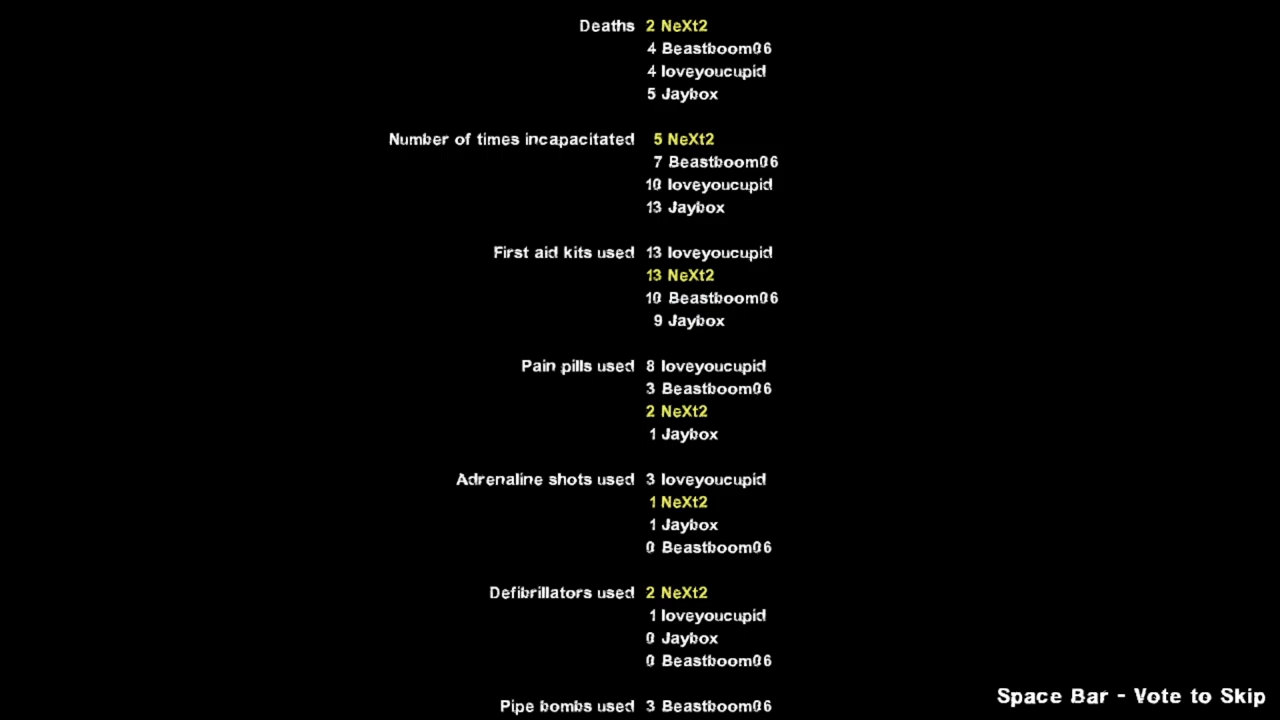 Deaths 2 NeXt2
4 Beastboom06
4 loveyoucupid
5 Jaybox
Number of times incapacitated 5 NeXt2
7 Beastboom06
10 loveyoucupid
13 Jaybox
First aid kits used 13 loveyoucupid
13 NeXt2
10 Beastboom06
9 Jaybox
Pain pills used 8 loveyoucupid
3 Beastboom06
2 NeXt2
1 Jaybox
Adrenaline shots used 3 loveyoucupid
1 NeXt2
1 Jaybox
0 Beastboom06
Defibrillators used 2 NeXt2
1 loveyoucupid
0 Jaybox
0 Beastboom06
Pipe bombs used 3 Beastboom06
Space Bar - Vote to Skip